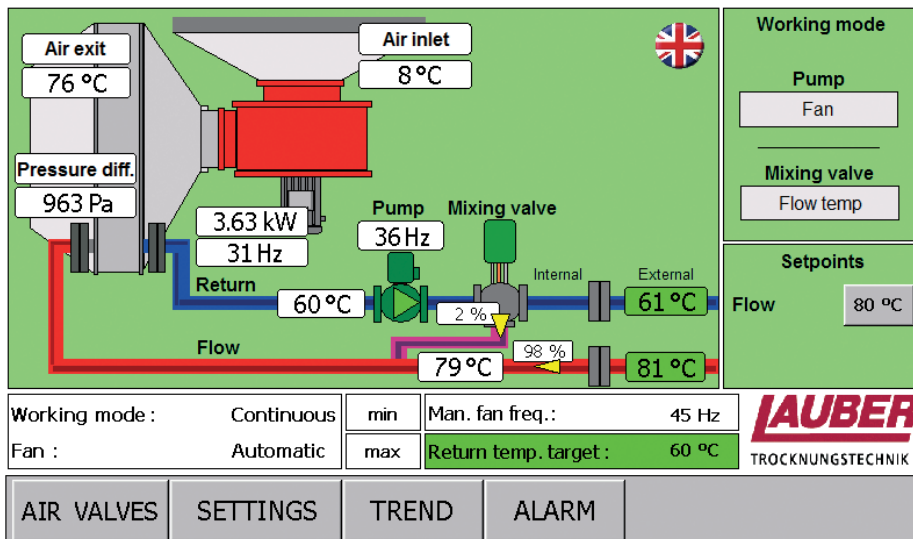 Air exit
76 °C
Air inlet
8 °C
Pressure diff.
963 Pa
3.63 kW
31 Hz
Pump
36 Hz
Mixing valve
Internal
External
Return
60 °C
2 %
61 °C
Flow
79 °C
98 %
81 °C
Working mode
Pump
Fan
Mixing valve
Flow temp
Setpoints
Flow
80 ºC
Working mode : Continuous
Fan : Automatic
min
max
Man. fan freq.: 45 Hz
Return temp. target : 60 ºC
LAUBER
TROCKNUNGSTECHNIK
AIR VALVES
SETTINGS
TREND
ALARM